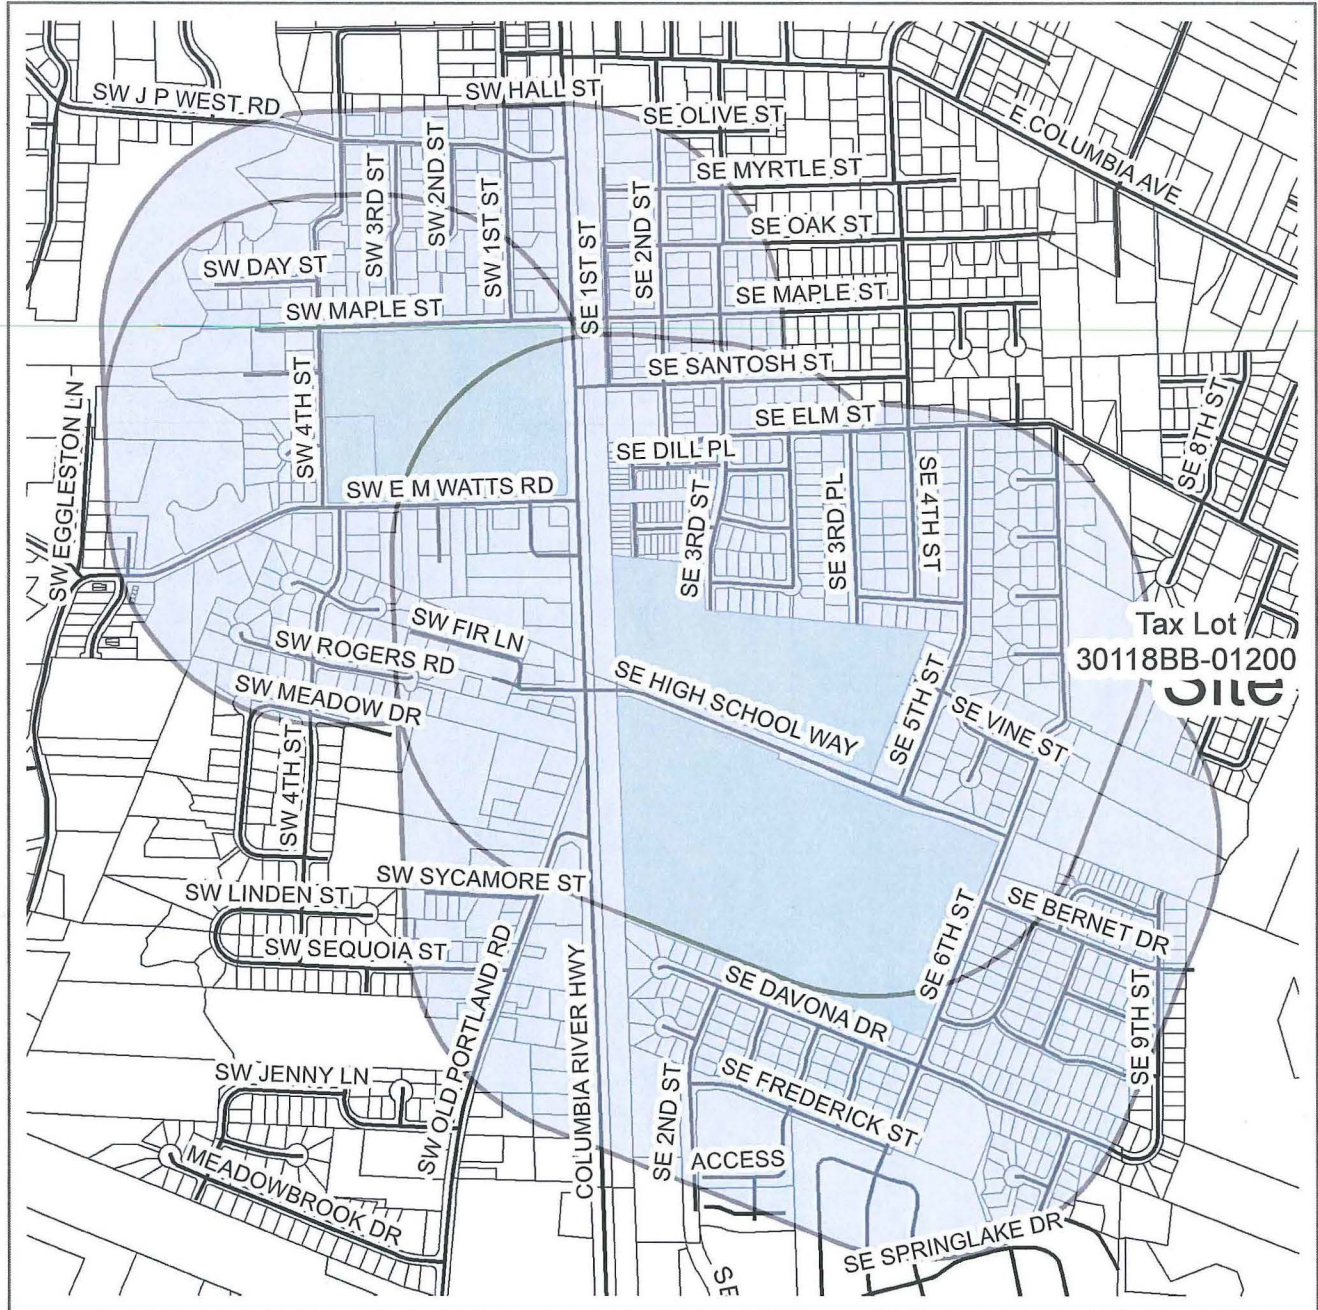 SW J P WEST RD
SW HALL ST
SE OLIVE ST
E COLUMBIA AVE
SW 2ND ST
SW 3RD ST
SW 1ST ST
SE MYRTLE ST
SE 2ND ST
SE OAK ST
SE 1ST ST
SW DAY ST
SE MAPLE ST
SW MAPLE ST
SE SANTOSH ST
SW 4TH ST
SE ELM ST
SE 8TH ST
SW EGGLESTON LN
SE DILL PL
SW E M WATTS RD
SE 3RD ST
SE 3RD PL
SE 4TH ST
Tax Lot
30118BB-01200
Site
SW FIR LN
SW ROGERS RD
SE HIGH SCHOOL WAY
SE 5TH ST
SW MEADOW DR
SE VINE ST
SW 4TH ST
SW SYCAMORE ST
SW LINDEN ST
SE BERNET DR
SE 6TH ST
SW SEQUOIA ST
SE DAVONA DR
SE 9TH ST
SW OLD PORTLAND RD
COLUMBIA RIVER HWY
SW JENNY LN
SE 2ND ST
SE FREDERICK ST
ACCESS
MEADOWBROOK DR
SE SPRINGLAKE DR
SE